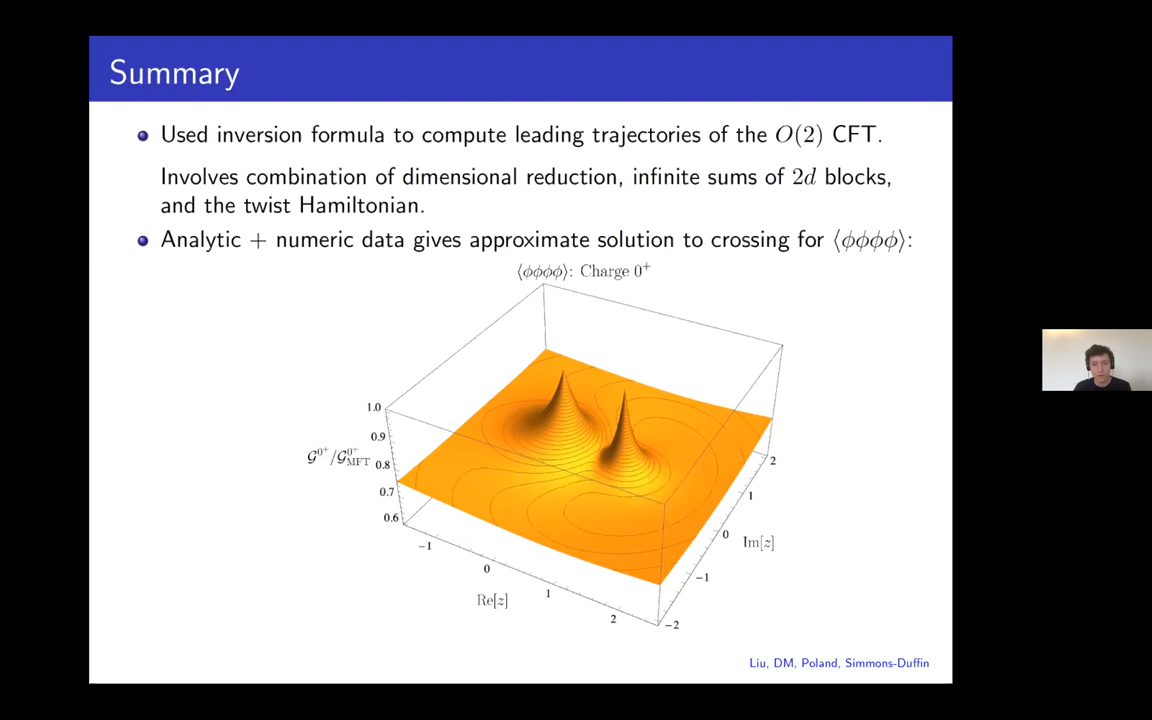 Summary
Used inversion formula to compute leading trajectories of the O(2) CFT.
Involves combination of dimensional reduction, infinite sums of 2d blocks,
and the twist Hamiltonian.
Analytic + numeric data gives approximate solution to crossing for ⟨ϕϕϕϕ⟩:
⟨ϕϕϕϕ⟩: Charge 0⁺
1.0
0.9
𝒢^{0⁺}/𝒢^{0⁺}_{MFT}
0.8
0.7
0.6
−1
0
1
2
Re[z]
2
1
0
−1
−2
Im[z]
Liu, DM, Poland, Simmons-Duffin